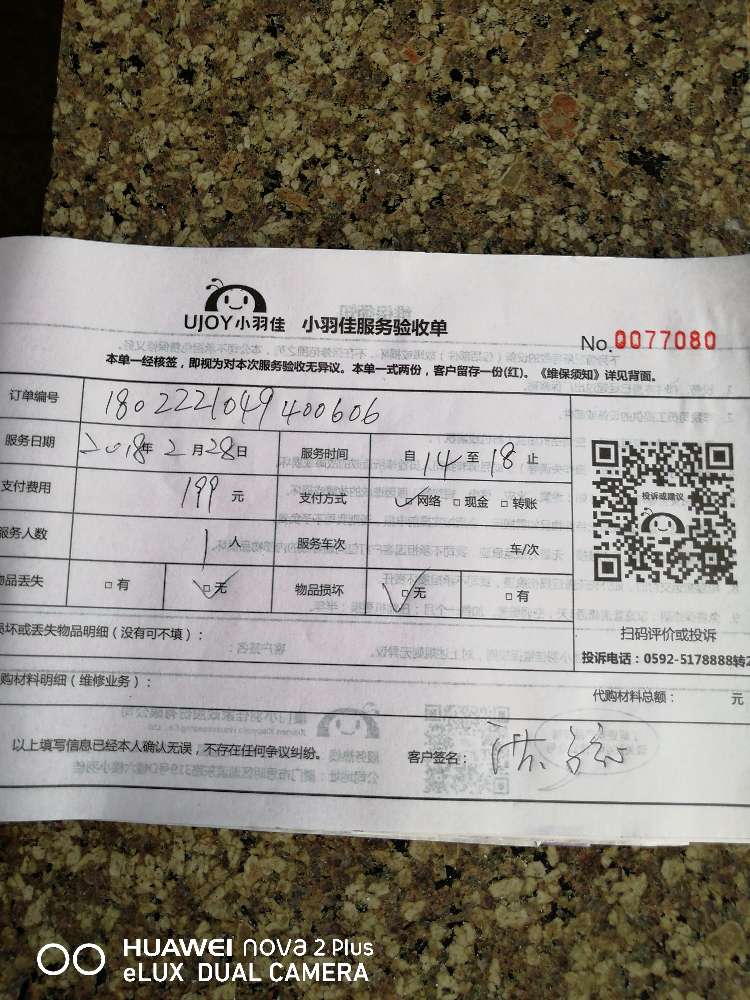 UJOY小羽佳 小羽佳服务验收单
No.0077080
本单一经核签，即视为对本次服务验收无异议。本单一式两份，客户留存一份(红)。《维保须知》详见背面。
订单编号 1802221049400606
服务日期 2018年2月28日 服务时间 自14至18止
支付费用 199元 支付方式 ☑网络 □现金 □转账
服务人数 1人 服务车次 车/次
品丢失 □有 ☑无 物品损坏 ☑无 □有
投诉或建议
扫码评价或投诉
投诉电话：0592-5178888转2
坏或丢失物品明细（没有可不填）：
购材料明细（维修业务）：
代购材料总额： 元
以上填写信息已经本人确认无误，不存在任何争议纠纷。 客户签名：
HUAWEI nova 2 Plus
eLUX DUAL CAMERA